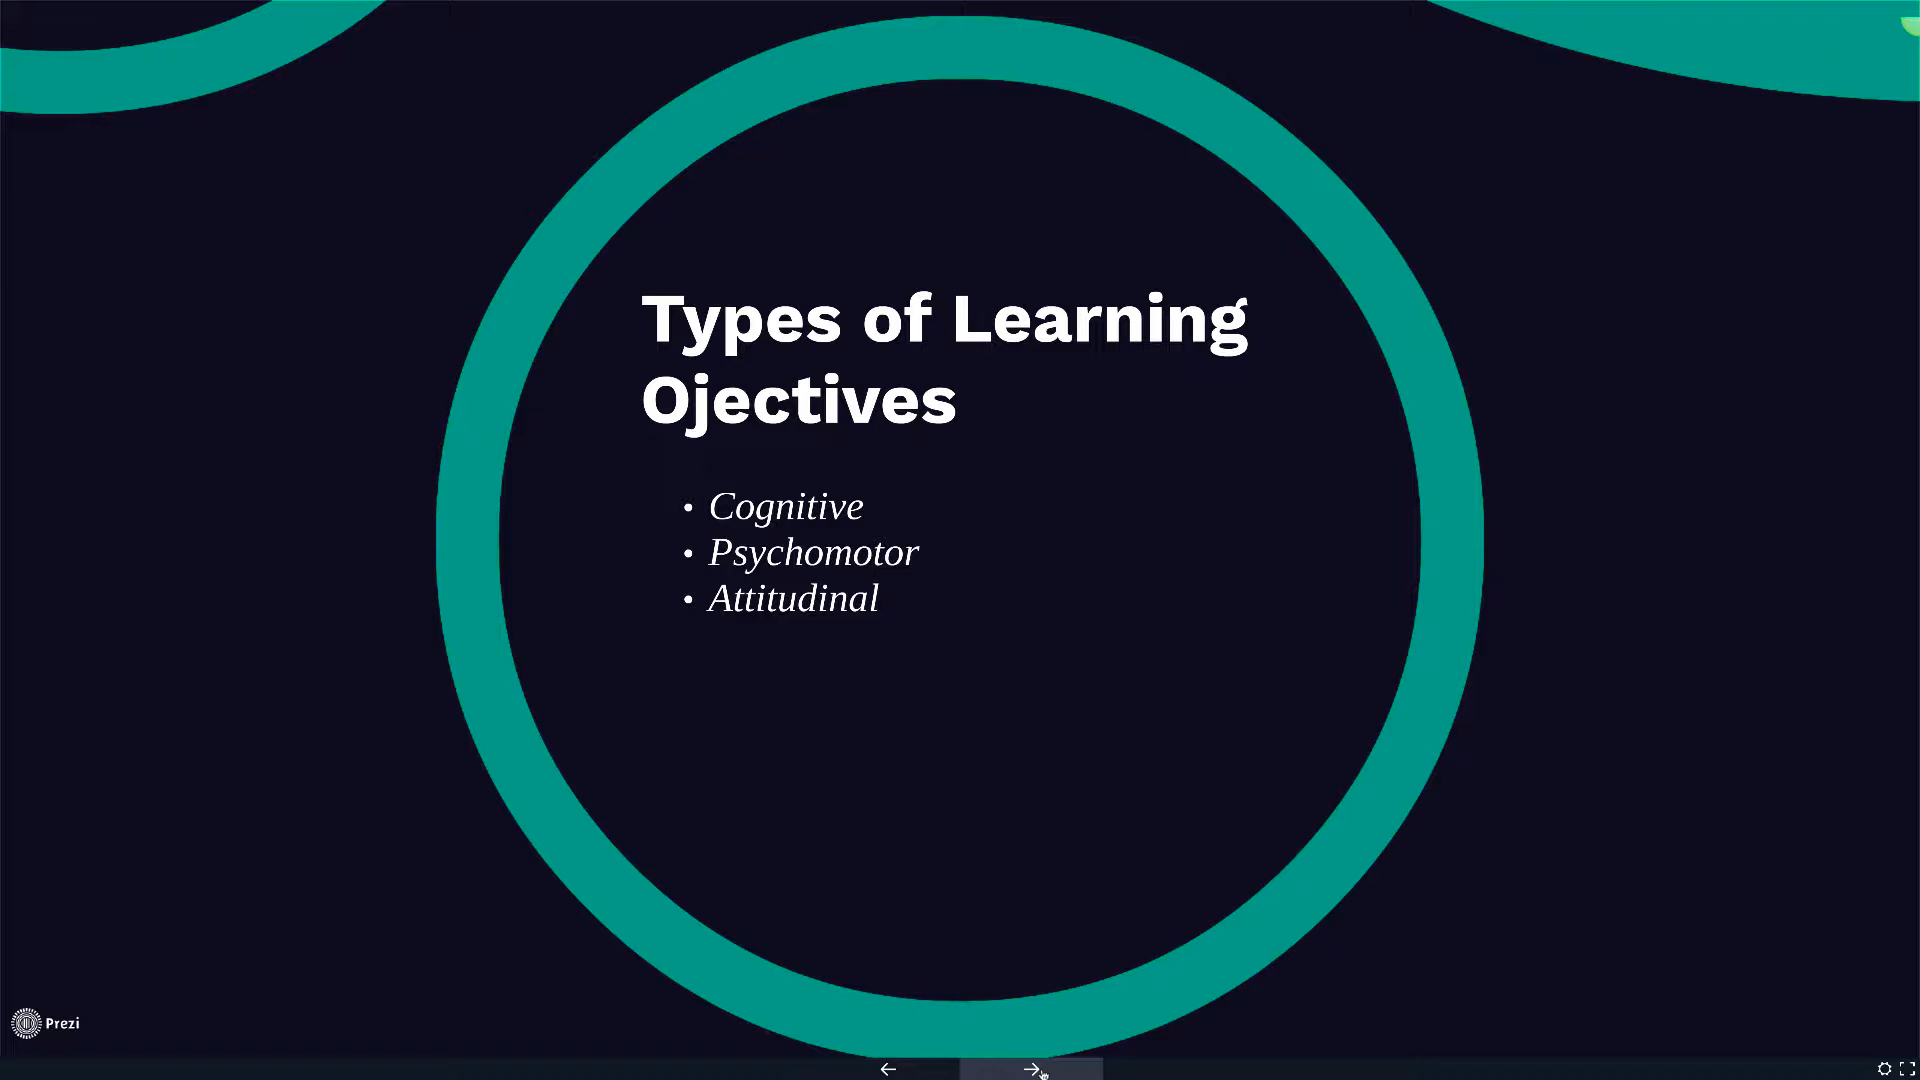 Types of Learning
Ojectives
• Cognitive
• Psychomotor
• Attitudinal
Prezi